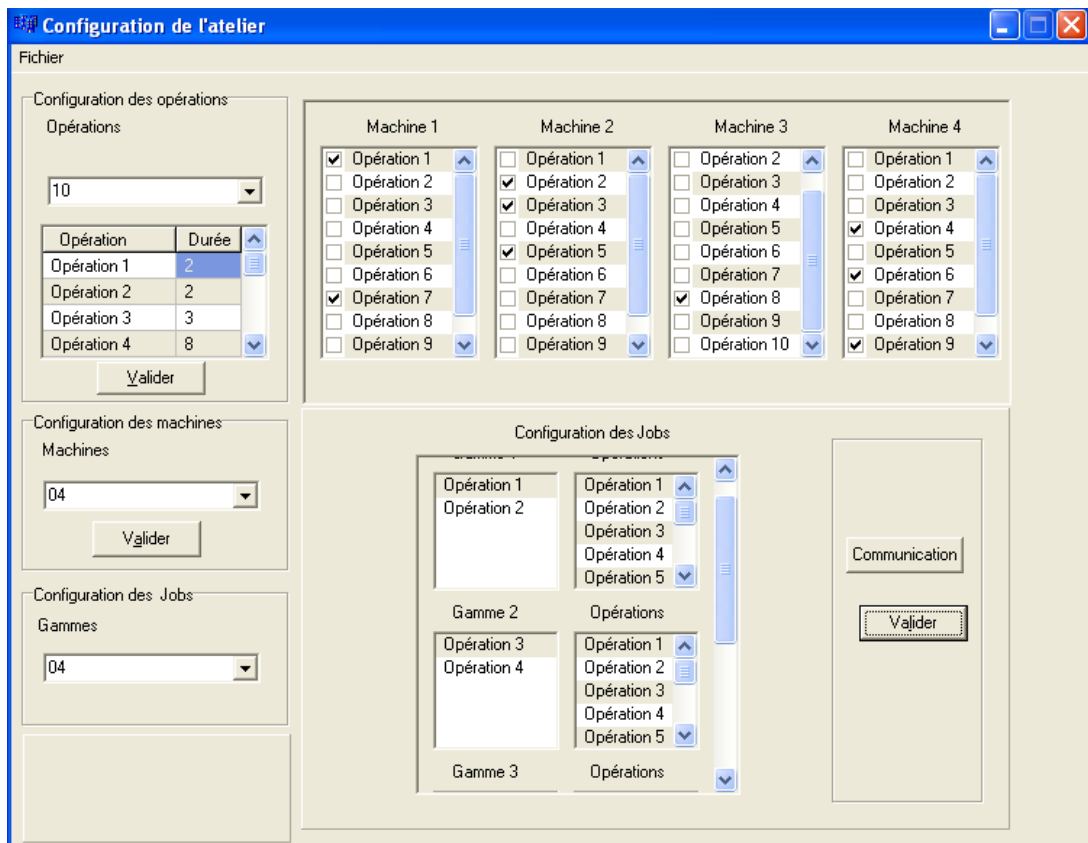 Configuration de l'atelier
Fichier
Configuration des opérations
Opérations
10
Opération Durée
Opération 1 2
Opération 2 2
Opération 3 3
Opération 4 8
Valider
Configuration des machines
Machines
04
Valider
Configuration des Jobs
Gammes
04
Machine 1
Opération 1
Opération 2
Opération 3
Opération 4
Opération 5
Opération 6
Opération 7
Opération 8
Opération 9
Machine 2
Opération 1
Opération 2
Opération 3
Opération 4
Opération 5
Opération 6
Opération 7
Opération 8
Opération 9
Machine 3
Opération 2
Opération 3
Opération 4
Opération 5
Opération 6
Opération 7
Opération 8
Opération 9
Opération 10
Machine 4
Opération 1
Opération 2
Opération 3
Opération 4
Opération 5
Opération 6
Opération 7
Opération 8
Opération 9
Configuration des Jobs
Opération 1
Opération 2
Opération 1
Opération 2
Opération 3
Opération 4
Opération 5
Gamme 2
Opérations
Opération 3
Opération 4
Opération 1
Opération 2
Opération 3
Opération 4
Opération 5
Gamme 3
Opérations
Communication
Valider